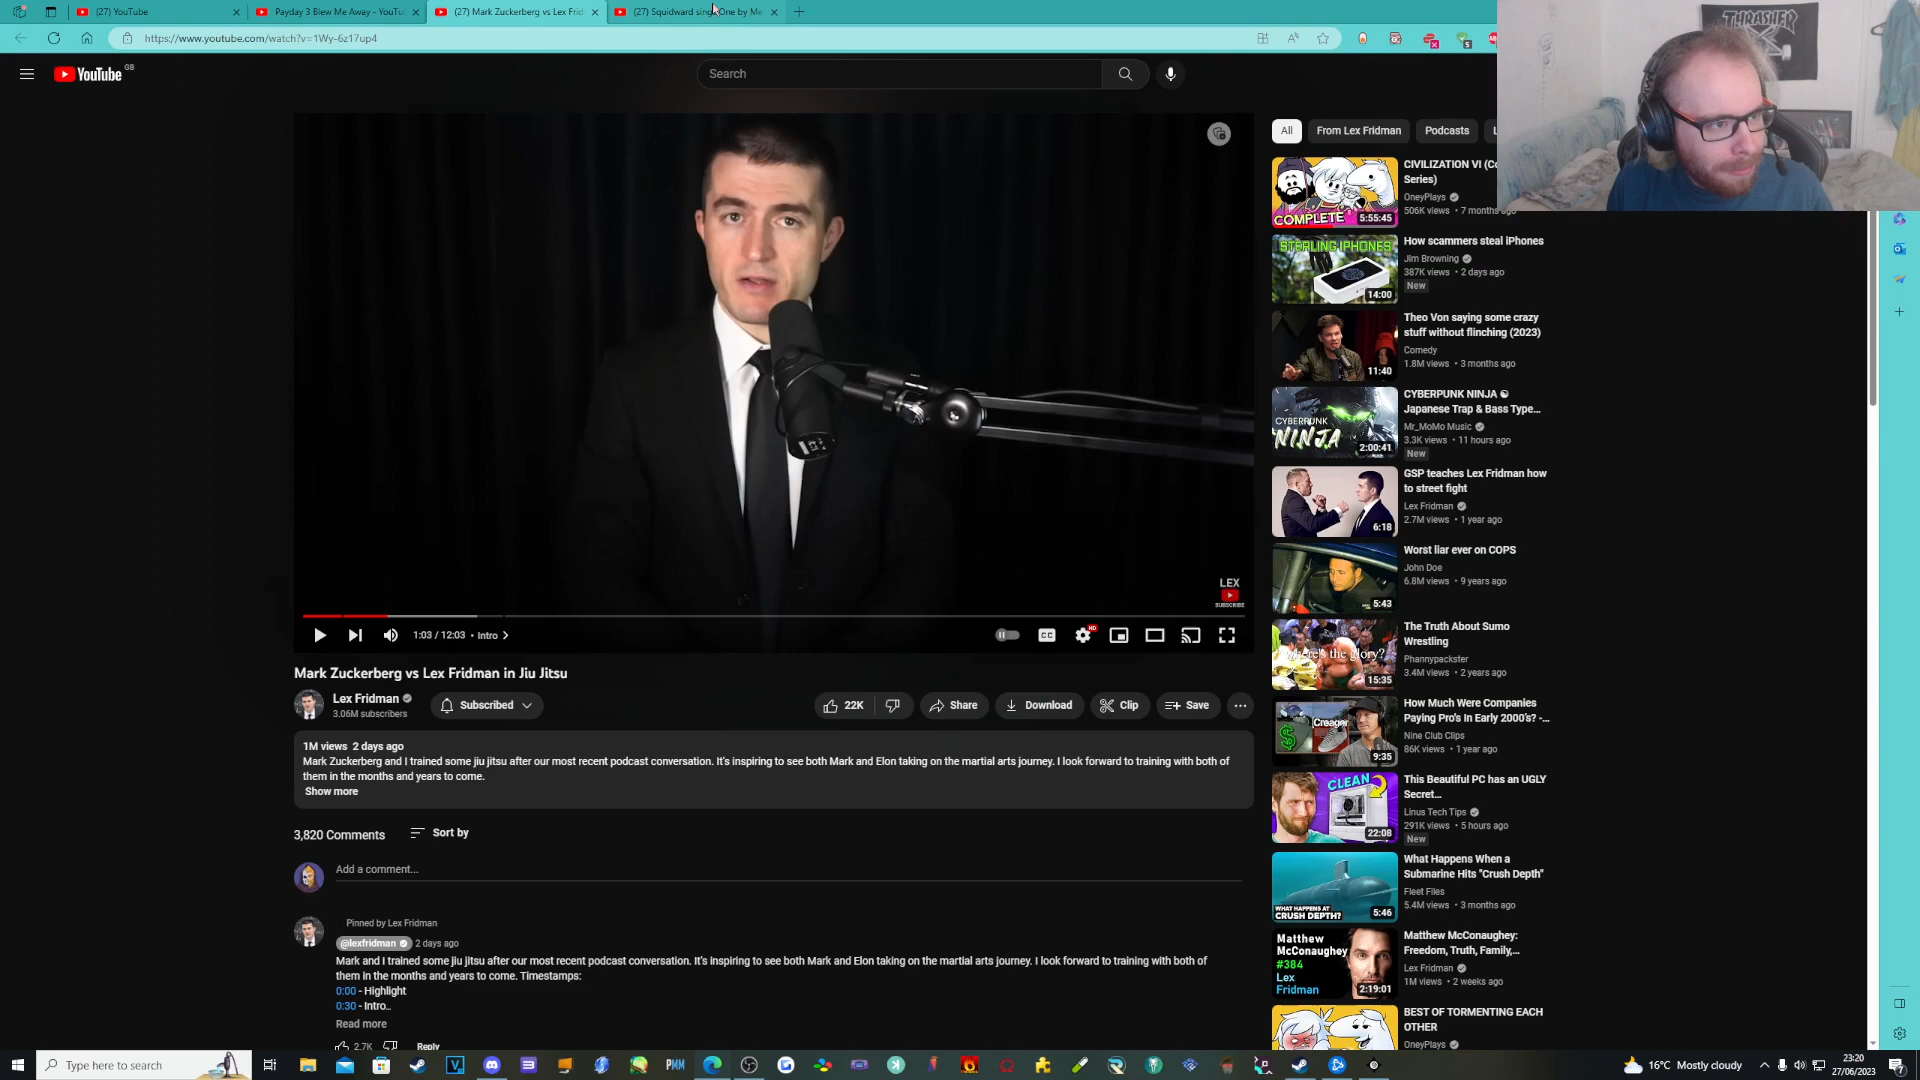 (27) YouTube
Payday 3 Blew Me Away - YouTu
(27) Mark Zuckerberg vs Lex Frid
(27) Squidward sings One by Me
https://www.youtube.com/watch?v=1Wy-6z17up4
YouTube GB
Search
THRASHER
All
From Lex Fridman
Podcasts
CIVILIZATION VI (Co
Series)
OneyPlays
506K views • 7 months ago
COMPLETE
5:55:45
STEALING IPHONES
How scammers steal iPhones
Jim Browning
387K views • 2 days ago
New
14:00
Theo Von saying some crazy
stuff without flinching (2023)
Comedy
1.8M views • 3 months ago
11:40
CYBERPUNK NINJA
Japanese Trap & Bass Type...
Mr_MoMo Music
3.3K views • 11 hours ago
New
CYBERPUNK
NINJA
2:00:41
GSP teaches Lex Fridman how
to street fight
Lex Fridman
2.7M views • 1 year ago
6:18
Worst liar ever on COPS
John Doe
6.8M views • 9 years ago
5:43
The Truth About Sumo
Wrestling
Phannypackster
3.4M views • 2 years ago
where's the glory?
15:35
How Much Were Companies
Paying Pro's In Early 2000's? -...
Nine Club Clips
86K views • 1 year ago
Creager
9:35
This Beautiful PC has an UGLY
Secret...
Linus Tech Tips
291K views • 5 hours ago
New
CLEAN
22:08
What Happens When a
Submarine Hits "Crush Depth"
Fleet Files
5.4M views • 3 months ago
WHAT HAPPENS AT
CRUSH DEPTH?
5:46
Matthew McConaughey:
Freedom, Truth, Family,...
Lex Fridman
1M views • 2 weeks ago
Matthew
McConaughey
#384
Lex
Fridman
2:19:01
BEST OF TORMENTING EACH
OTHER
OneyPlays
LEX
SUBSCRIBE
1:03 / 12:03 • Intro
CC
HD
Mark Zuckerberg vs Lex Fridman in Jiu Jitsu
Lex Fridman
3.06M subscribers
Subscribed
22K
Share
Download
Clip
Save
1M views 2 days ago
Mark Zuckerberg and I trained some jiu jitsu after our most recent podcast conversation. It's inspiring to see both Mark and Elon taking on the martial arts journey. I look forward to training with both of
them in the months and years to come.
Show more
3,820 Comments
Sort by
Add a comment...
Pinned by Lex Fridman
@lexfridman 2 days ago
Mark and I trained some jiu jitsu after our most recent podcast conversation. It's inspiring to see both Mark and Elon taking on the martial arts journey. I look forward to training with both of
them in the months and years to come. Timestamps:
0:00 - Highlight
0:30 - Intro..
Read more
2.7K
Reply
Type here to search
PMM
16°C Mostly cloudy
23:20
27/06/2023